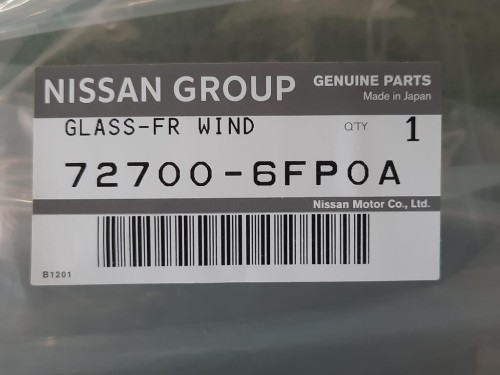 NISSAN GROUP GENUINE PARTS
Made in Japan
GLASS-FR WIND QTY 1
72700-6FP0A
Nissan Motor Co., Ltd.
B1201